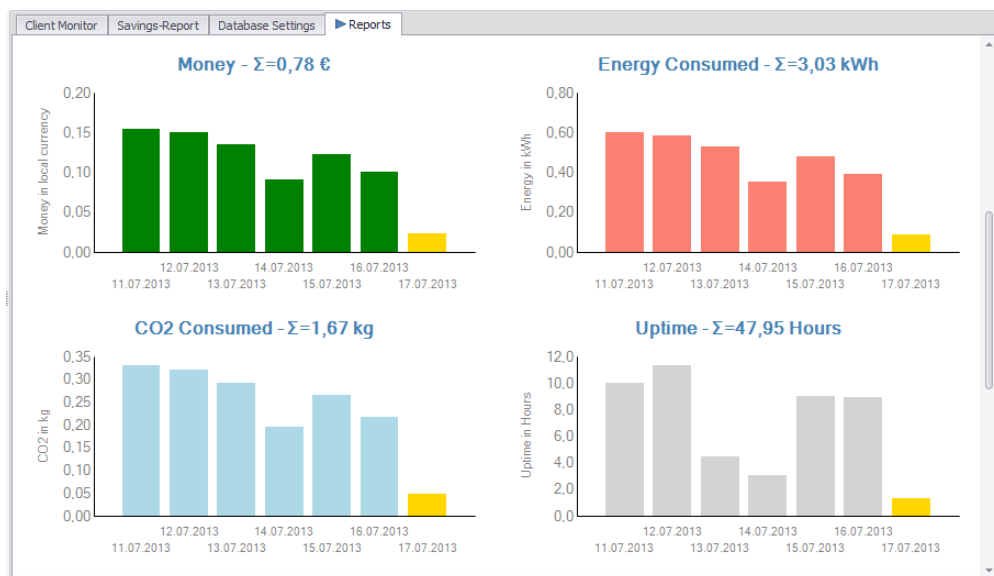 Client Monitor Savings-Report Database Settings Reports
Money - Σ=0,78 €
Money in local currency
0,20
0,15
0,10
0,05
0,00
12.07.2013 14.07.2013 16.07.2013
11.07.2013 13.07.2013 15.07.2013 17.07.2013
Energy Consumed - Σ=3,03 kWh
Energy in kWh
0,80
0,60
0,40
0,20
0,00
12.07.2013 14.07.2013 16.07.2013
11.07.2013 13.07.2013 15.07.2013 17.07.2013
CO2 Consumed - Σ=1,67 kg
CO2 in kg
0,35
0,30
0,25
0,20
0,15
0,10
0,05
0,00
12.07.2013 14.07.2013 16.07.2013
11.07.2013 13.07.2013 15.07.2013 17.07.2013
Uptime - Σ=47,95 Hours
Uptime in Hours
12,0
10,0
8,0
6,0
4,0
2,0
0,0
12.07.2013 14.07.2013 16.07.2013
11.07.2013 13.07.2013 15.07.2013 17.07.2013